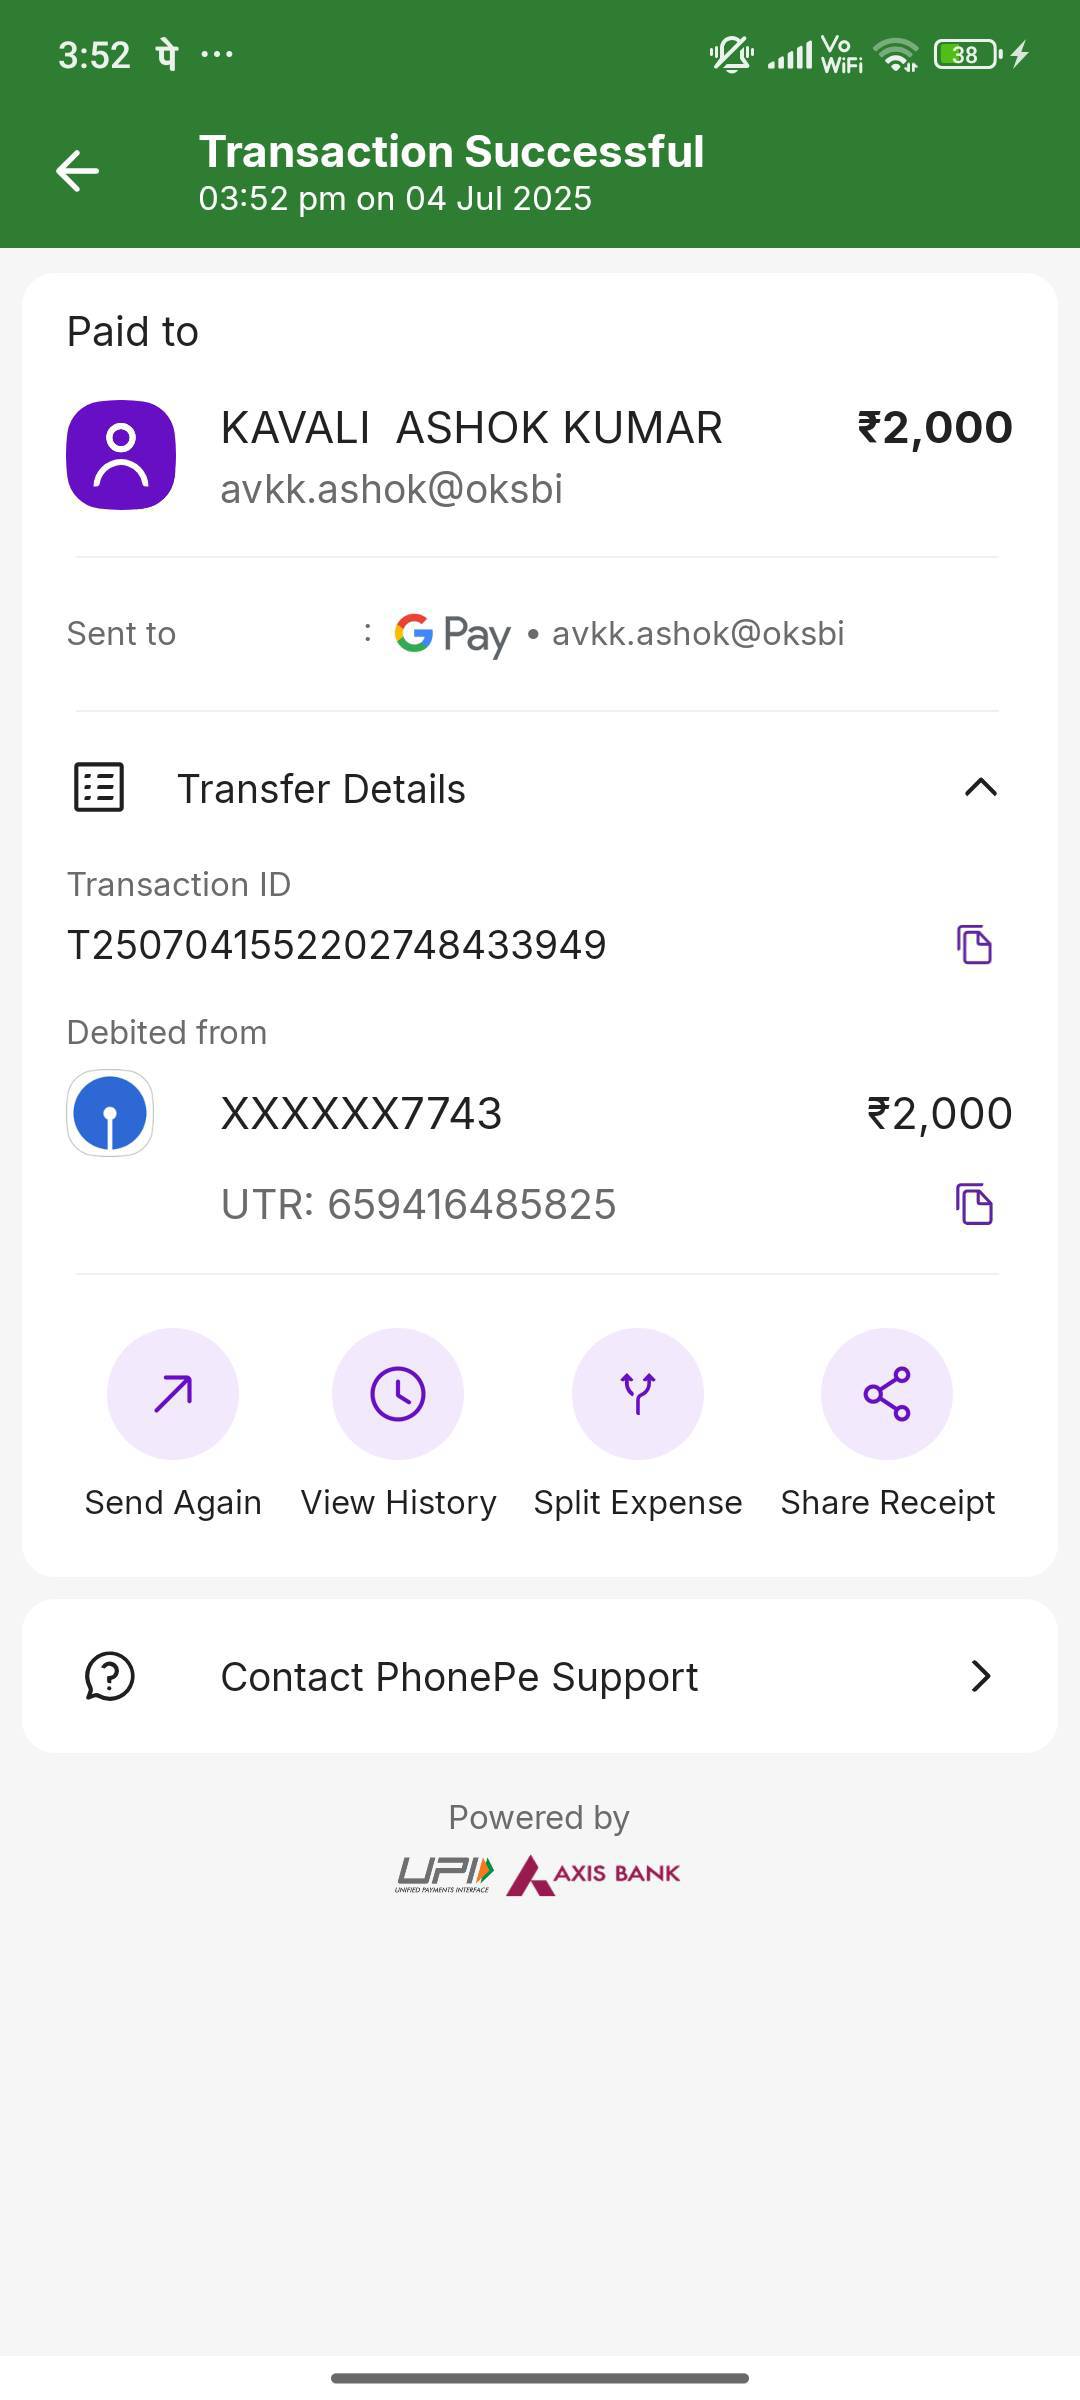 3:52 पे ...
Vo WiFi 38
Transaction Successful
03:52 pm on 04 Jul 2025
Paid to
KAVALI  ASHOK KUMAR ₹2,000
avkk.ashok@oksbi
Sent to : G Pay • avkk.ashok@oksbi
Transfer Details
Transaction ID
T2507041552202748433949
Debited from
XXXXXX7743 ₹2,000
UTR: 659416485825
Send Again View History Split Expense Share Receipt
Contact PhonePe Support
Powered by
UPI AXIS BANK
UNIFIED PAYMENTS INTERFACE